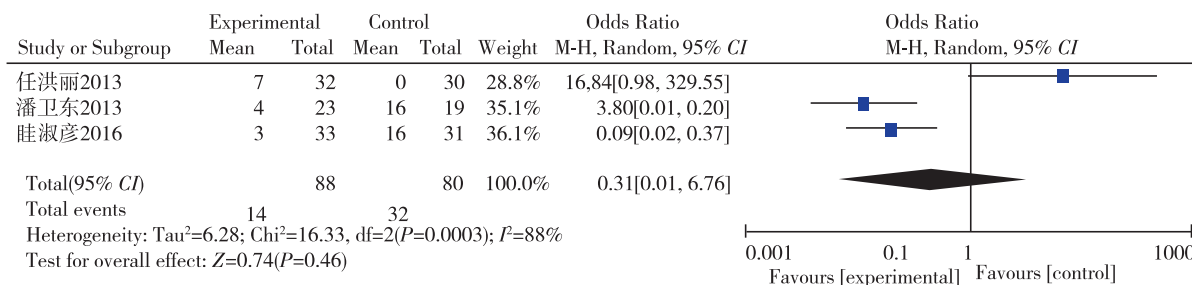 Experimental Control Odds Ratio Odds Ratio
Study or Subgroup Mean Total Mean Total Weight M-H, Random, 95% CI M-H, Random, 95% CI
任洪丽2013 7 32 0 30 28.8% 16,84[0.98, 329.55]
潘卫东2013 4 23 16 19 35.1% 3.80[0.01, 0.20]
眭淑彦2016 3 33 16 31 36.1% 0.09[0.02, 0.37]
Total(95% CI) 88 80 100.0% 0.31[0.01, 6.76]
Total events 14 32
Heterogeneity: Tau²=6.28; Chi²=16.33, df=2(P=0.0003); I²=88%
Test for overall effect: Z=0.74(P=0.46)
0.001 0.1 1 1000
Favours [experimental] Favours [control]